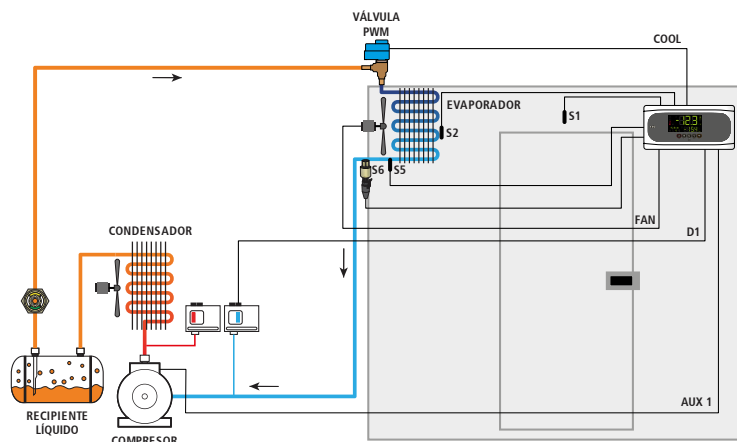 VÁLVULA
PWM
COOL
EVAPORADOR
S1
S2
S6
S5
FAN
D1
CONDENSADOR
AUX 1
RECIPIENTE
LÍQUIDO
COMPRESOR